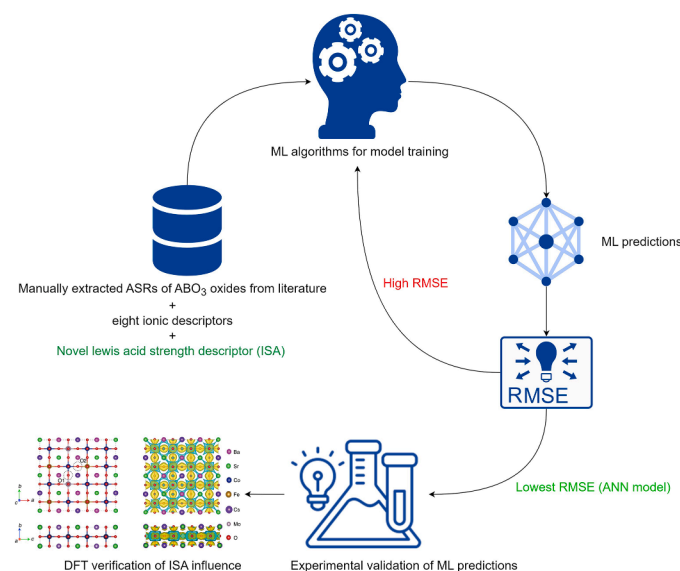 ML algorithms for model training
ML predictions
Manually extracted ASRs of ABO₃ oxides from literature
+
eight ionic descriptors
+
Novel lewis acid strength descriptor (ISA)
High RMSE
RMSE
Lowest RMSE (ANN model)
Ba
Sr
Co
Fe
Cs
Mo
O
O1
b
a
c
b
a
c
DFT verification of ISA influence
Experimental validation of ML predictions